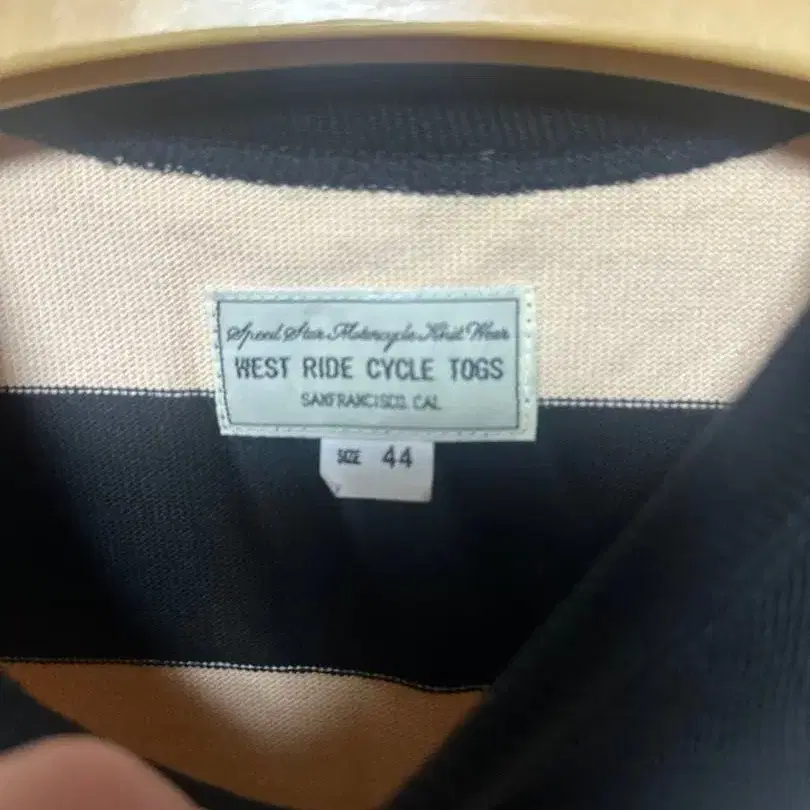 Speed Star Motorcycle Knit Wear
WEST RIDE CYCLE TOGS
SANFRANCISCO, CAL
SIZE 44